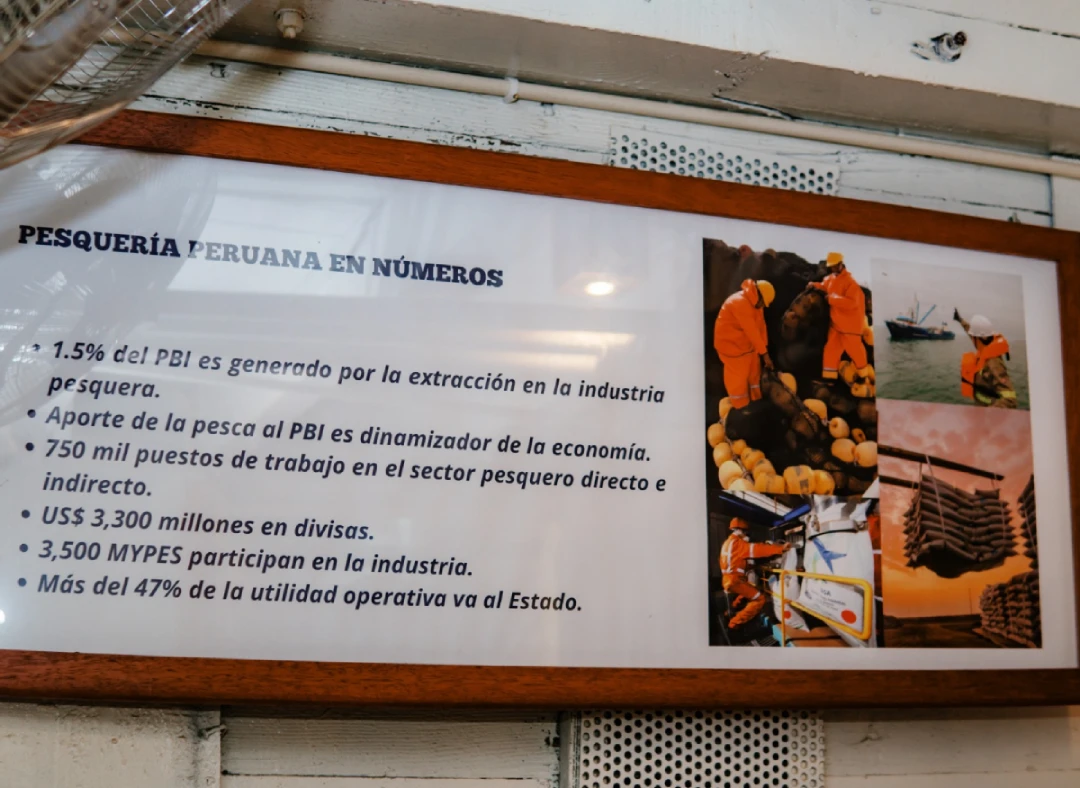 PESQUERÍA PERUANA EN NÚMEROS
• 1.5% del PBI es generado por la extracción en la industria
pesquera.
• Aporte de la pesca al PBI es dinamizador de la economía.
• 750 mil puestos de trabajo en el sector pesquero directo e
indirecto.
• US$ 3,300 millones en divisas.
• 3,500 MYPES participan en la industria.
• Más del 47% de la utilidad operativa va al Estado.